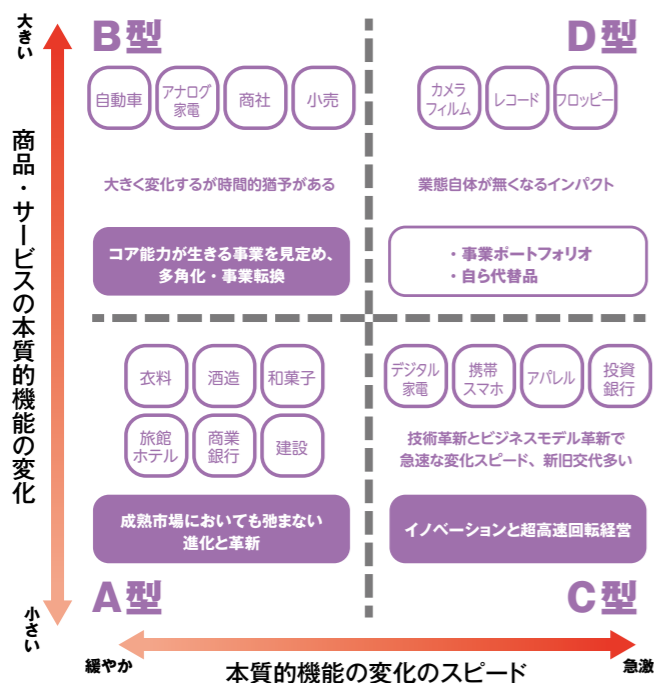 大きい
商品・サービスの本質的機能の変化
小さい
B型
自動車
アナログ
家電
商社
小売
大きく変化するが時間的猶予がある
コア能力が生きる事業を見定め、
多角化・事業転換
D型
カメラ
フィルム
レコード
フロッピー
業態自体が無くなるインパクト
・事業ポートフォリオ
・自ら代替品
衣料
酒造
和菓子
旅館
ホテル
商業
銀行
建設
成熟市場においても弛まない
進化と革新
A型
デジタル
家電
携帯
スマホ
アパレル
投資
銀行
技術革新とビジネスモデル革新で
急速な変化スピード、新旧交代多い
イノベーションと超高速回転経営
C型
緩やか
本質的機能の変化のスピード
急激